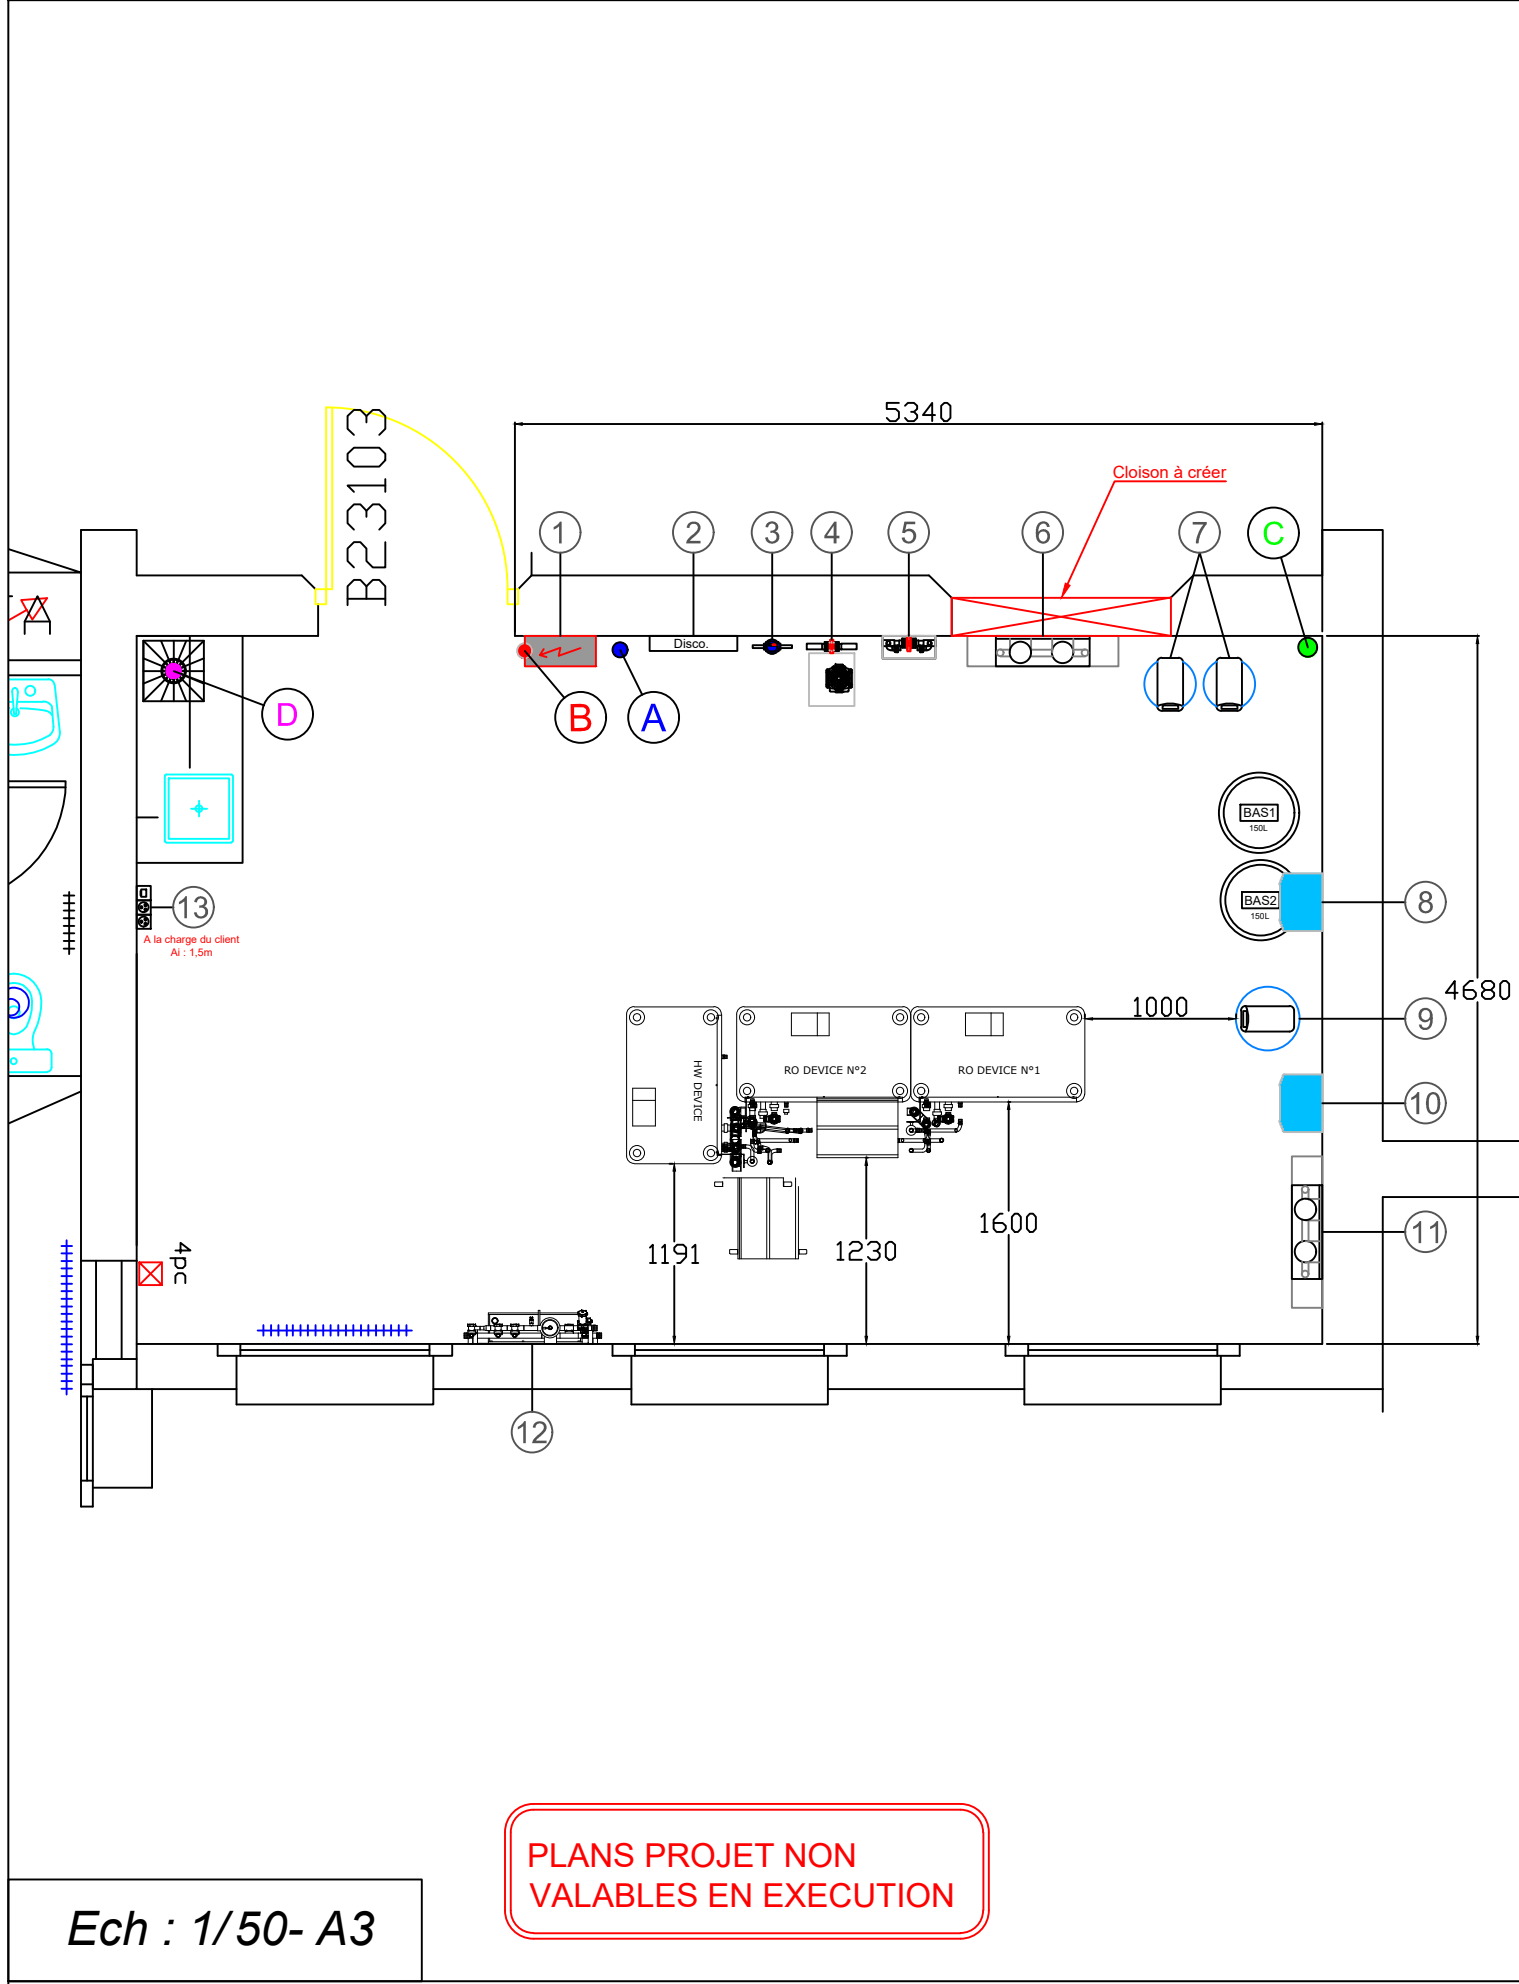 5340
B23103
Cloison à créer
1
2
3
4
5
6
7
C
Disco.
D
B
A
BAS1
150L
BAS2
150L
8
13
A la charge du client
Ai : 1,5m
4680
1000
9
RO DEVICE N°2
RO DEVICE N°1
HW DEVICE
10
1600
11
1191
1230
4pc
12
PLANS PROJET NON
VALABLES EN EXECUTION
Ech : 1/50- A3